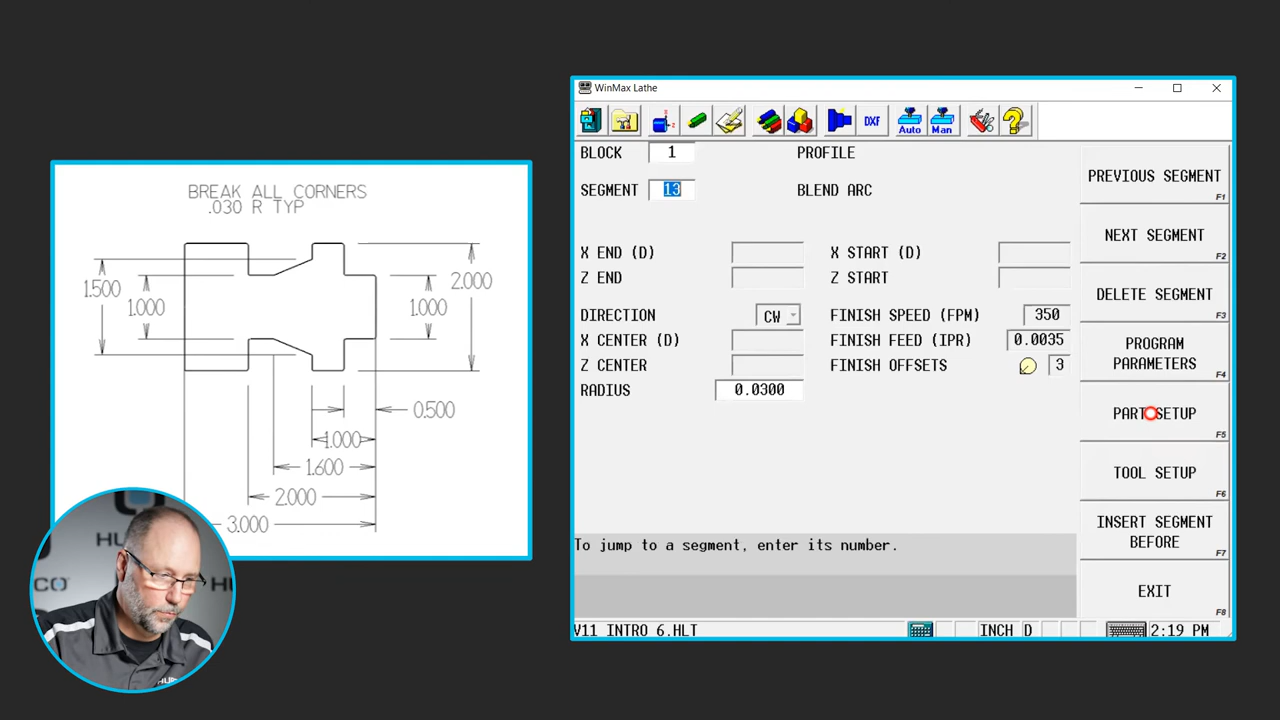 BREAK ALL CORNERS
.030 R TYP
1.500
1.000
1.000
2.000
0.500
1.000
1.600
2.000
3.000
WinMax Lathe
DXF
Auto
Man
BLOCK 1 PROFILE
SEGMENT 13 BLEND ARC
X END (D) X START (D)
Z END Z START
DIRECTION CW FINISH SPEED (FPM) 350
X CENTER (D) FINISH FEED (IPR) 0.0035
Z CENTER FINISH OFFSETS 3
RADIUS 0.0300
To jump to a segment, enter its number.
PREVIOUS SEGMENT
F1
NEXT SEGMENT
F2
DELETE SEGMENT
F3
PROGRAM
PARAMETERS
F4
PART SETUP
F5
TOOL SETUP
F6
INSERT SEGMENT
BEFORE
F7
EXIT
F8
V11 INTRO 6.HLT INCH D 2:19 PM